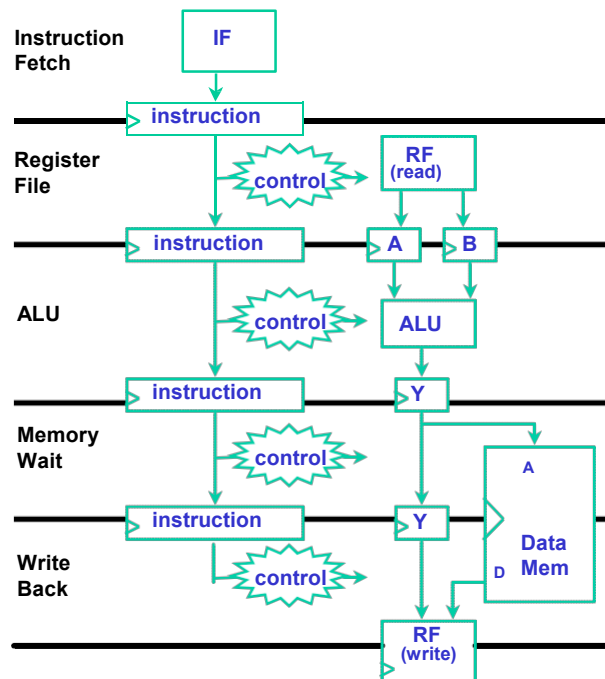 Instruction
Fetch
IF
instruction
Register
File
control
RF
(read)
instruction
A
B
ALU
control
ALU
instruction
Y
Memory
Wait
control
A
instruction
Y
Data
Mem
Write
Back
control
D
RF
(write)